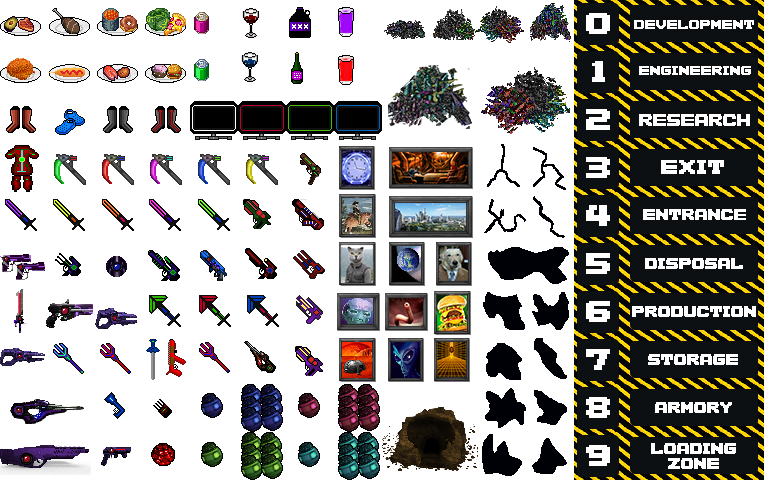 XXX
0 DEVELOPMENT
1 ENGINEERING
2 RESEARCH
3 EXIT
4 ENTRANCE
5 DISPOSAL
6 PRODUCTION
7 STORAGE
8 ARMORY
9 LOADING
ZONE